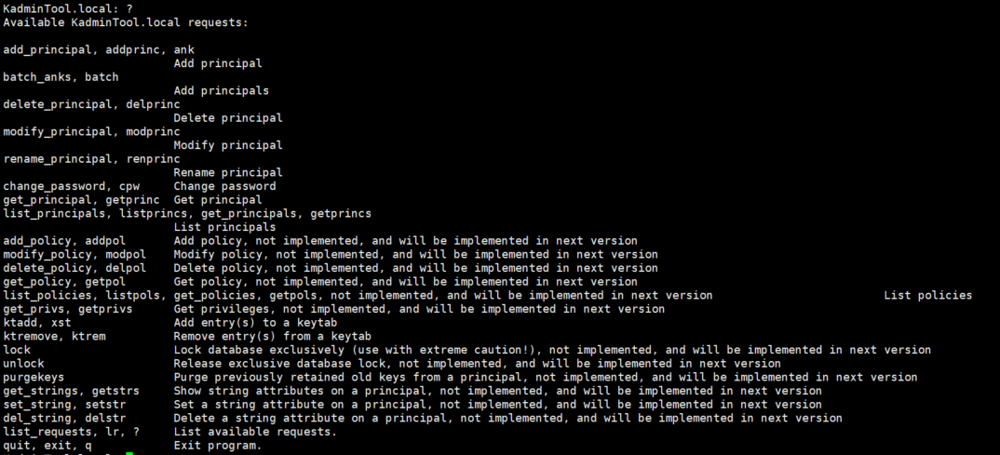 KadminTool.local: ?
Available KadminTool.local requests:

add_principal, addprinc, ank
                         Add principal
batch_anks, batch
                         Add principals
delete_principal, delprinc
                         Delete principal
modify_principal, modprinc
                         Modify principal
rename_principal, renprinc
                         Rename principal
change_password, cpw     Change password
get_principal, getprinc  Get principal
list_principals, listprincs, get_principals, getprincs
                         List principals
add_policy, addpol       Add policy, not implemented, and will be implemented in next version
modify_policy, modpol    Modify policy, not implemented, and will be implemented in next version
delete_policy, delpol    Delete policy, not implemented, and will be implemented in next version
get_policy, getpol       Get policy, not implemented, and will be implemented in next version
list_policies, listpols, get_policies, getpols, not implemented, and will be implemented in next version                         List policies
get_privs, getprivs      Get privileges, not implemented, and will be implemented in next version
ktadd, xst               Add entry(s) to a keytab
ktremove, ktrem          Remove entry(s) from a keytab
lock                     Lock database exclusively (use with extreme caution!), not implemented, and will be implemented in next version
unlock                   Release exclusive database lock, not implemented, and will be implemented in next version
purgekeys                Purge previously retained old keys from a principal, not implemented, and will be implemented in next version
get_strings, getstrs     Show string attributes on a principal, not implemented, and will be implemented in next version
set_string, setstr       Set a string attribute on a principal, not implemented, and will be implemented in next version
del_string, delstr       Delete a string attribute on a principal, not implemented, and will be implemented in next version
list_requests, lr, ?     List available requests.
quit, exit, q            Exit program.